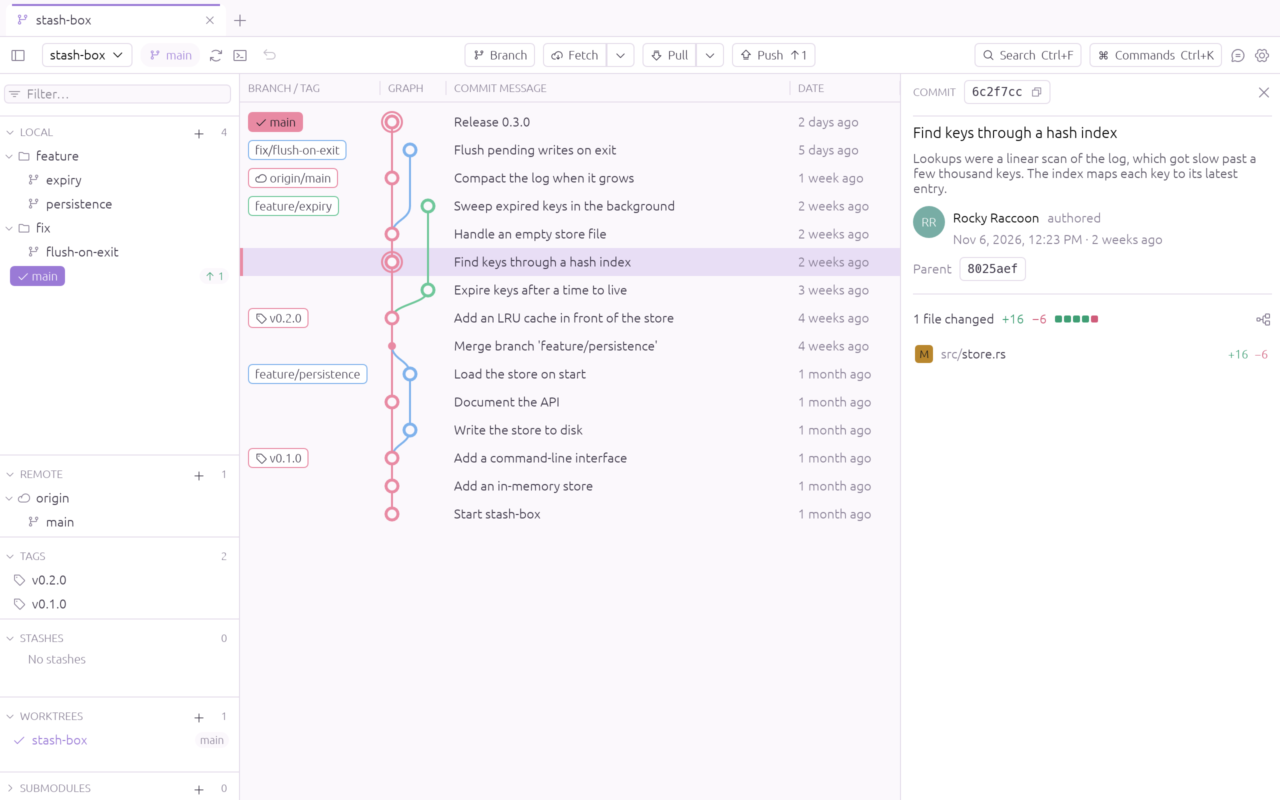 stash-box
stash-box
main
Branch
Fetch
Pull
Push ↑1
Search Ctrl+F
⌘ Commands Ctrl+K
Filter...
LOCAL 4
feature
expiry
persistence
fix
flush-on-exit
main ↑ 1
REMOTE 1
origin
main
TAGS 2
v0.2.0
v0.1.0
STASHES 0
No stashes
WORKTREES 1
stash-box main
SUBMODULES 0
BRANCH / TAG GRAPH COMMIT MESSAGE DATE
main Release 0.3.0 2 days ago
fix/flush-on-exit Flush pending writes on exit 5 days ago
origin/main Compact the log when it grows 1 week ago
feature/expiry Sweep expired keys in the background 2 weeks ago
Handle an empty store file 2 weeks ago
Find keys through a hash index 2 weeks ago
Expire keys after a time to live 3 weeks ago
v0.2.0 Add an LRU cache in front of the store 4 weeks ago
Merge branch 'feature/persistence' 4 weeks ago
feature/persistence Load the store on start 1 month ago
Document the API 1 month ago
Write the store to disk 1 month ago
v0.1.0 Add a command-line interface 1 month ago
Add an in-memory store 1 month ago
Start stash-box 1 month ago
COMMIT 6c2f7cc
Find keys through a hash index
Lookups were a linear scan of the log, which got slow past a
few thousand keys. The index maps each key to its latest
entry.
RR
Rocky Raccoon authored
Nov 6, 2026, 12:23 PM · 2 weeks ago
Parent 8025aef
1 file changed +16 −6
M src/store.rs +16 −6